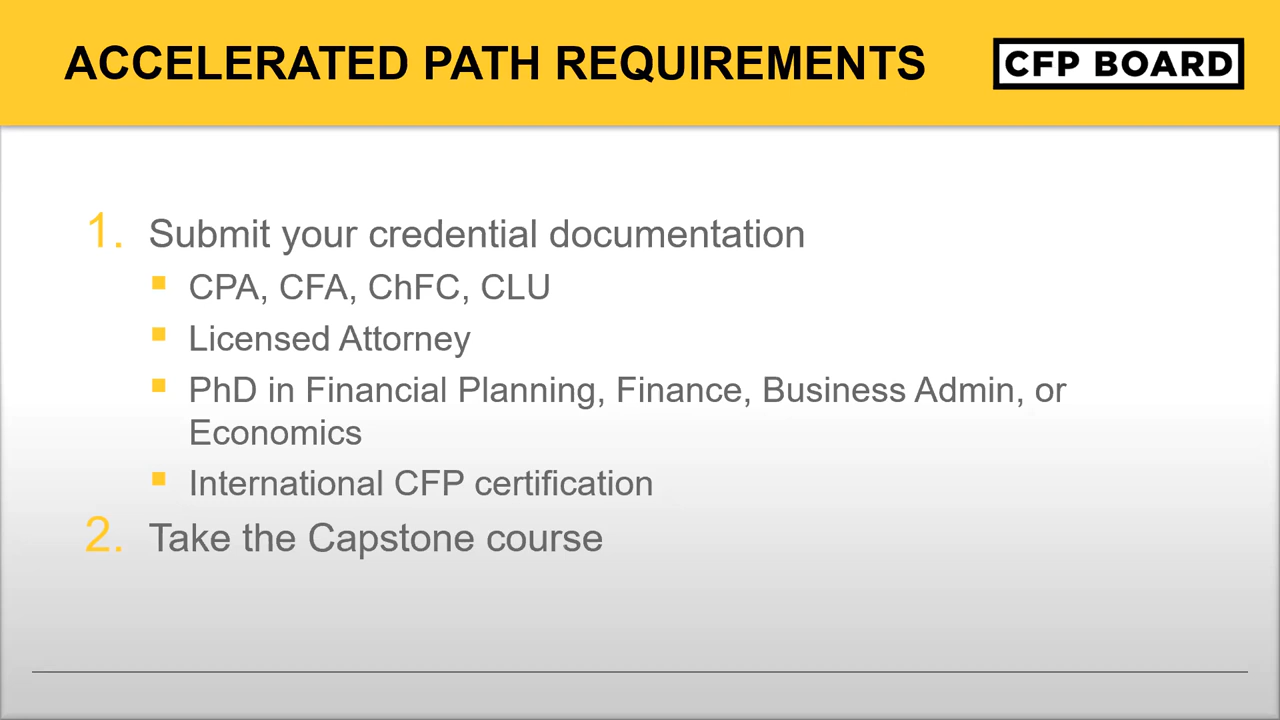 ACCELERATED PATH REQUIREMENTS
CFP BOARD
1. Submit your credential documentation
▪ CPA, CFA, ChFC, CLU
▪ Licensed Attorney
▪ PhD in Financial Planning, Finance, Business Admin, or
Economics
▪ International CFP certification
2. Take the Capstone course